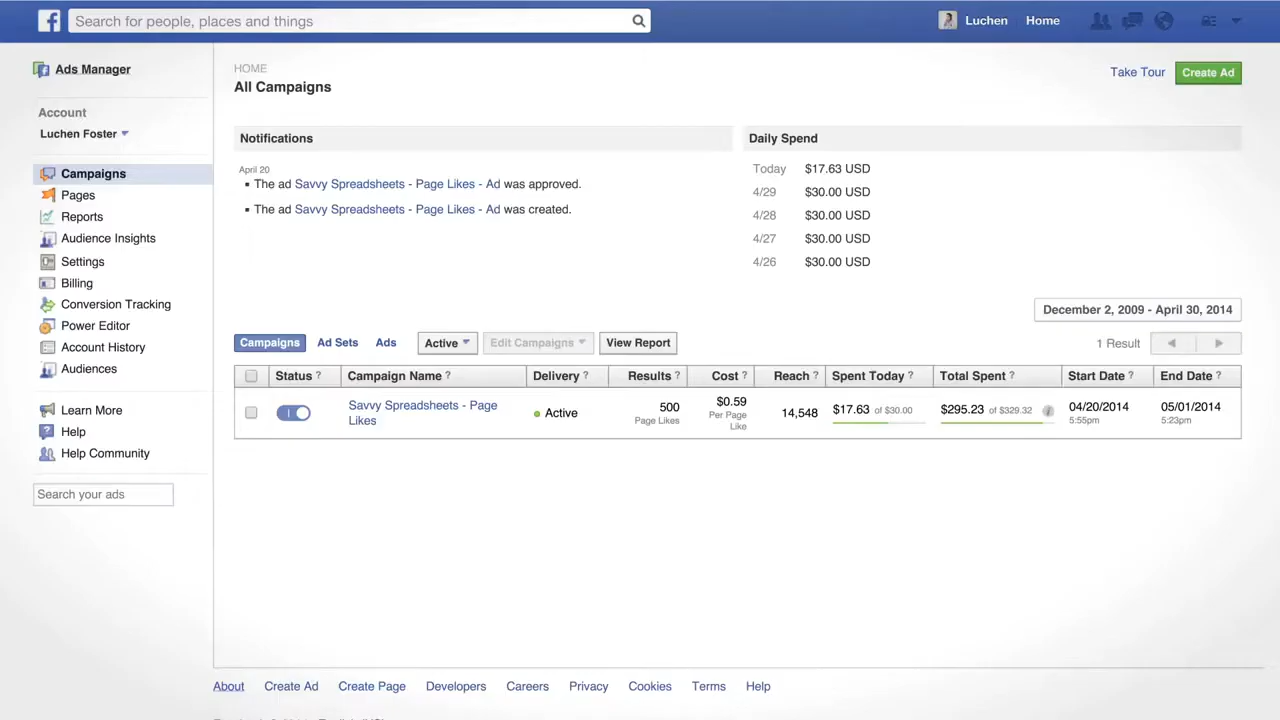 Search for people, places and things
Luchen Home
Ads Manager
Account
Luchen Foster
Campaigns
Pages
Reports
Audience Insights
Settings
Billing
Conversion Tracking
Power Editor
Account History
Audiences
Learn More
Help
Help Community
Search your ads
HOME
All Campaigns
Take Tour Create Ad
Notifications
April 20
The ad Savvy Spreadsheets - Page Likes - Ad was approved.
The ad Savvy Spreadsheets - Page Likes - Ad was created.
Daily Spend
Today $17.63 USD
4/29 $30.00 USD
4/28 $30.00 USD
4/27 $30.00 USD
4/26 $30.00 USD
December 2, 2009 - April 30, 2014
Campaigns Ad Sets Ads Active Edit Campaigns View Report 1 Result
Status ? Campaign Name ? Delivery ? Results ? Cost ? Reach ? Spent Today ? Total Spent ? Start Date ? End Date ?
Savvy Spreadsheets - Page
Likes
Active
500
Page Likes
$0.59
Per Page
Like
14,548
$17.63 of $30.00
$295.23 of $329.32
04/20/2014
5:55pm
05/01/2014
5:23pm
About Create Ad Create Page Developers Careers Privacy Cookies Terms Help